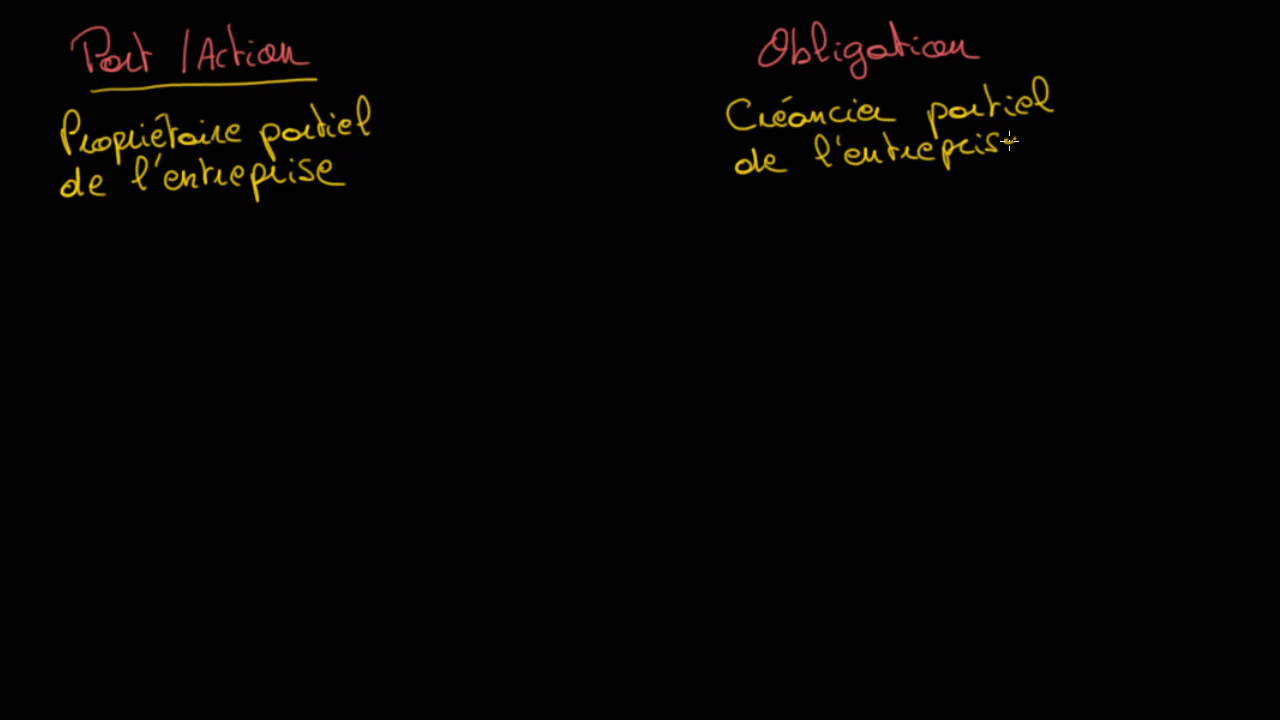 Part / Action
Propriétaire partiel
de l'entreprise
Obligation
Créancier partiel
de l'entreprise